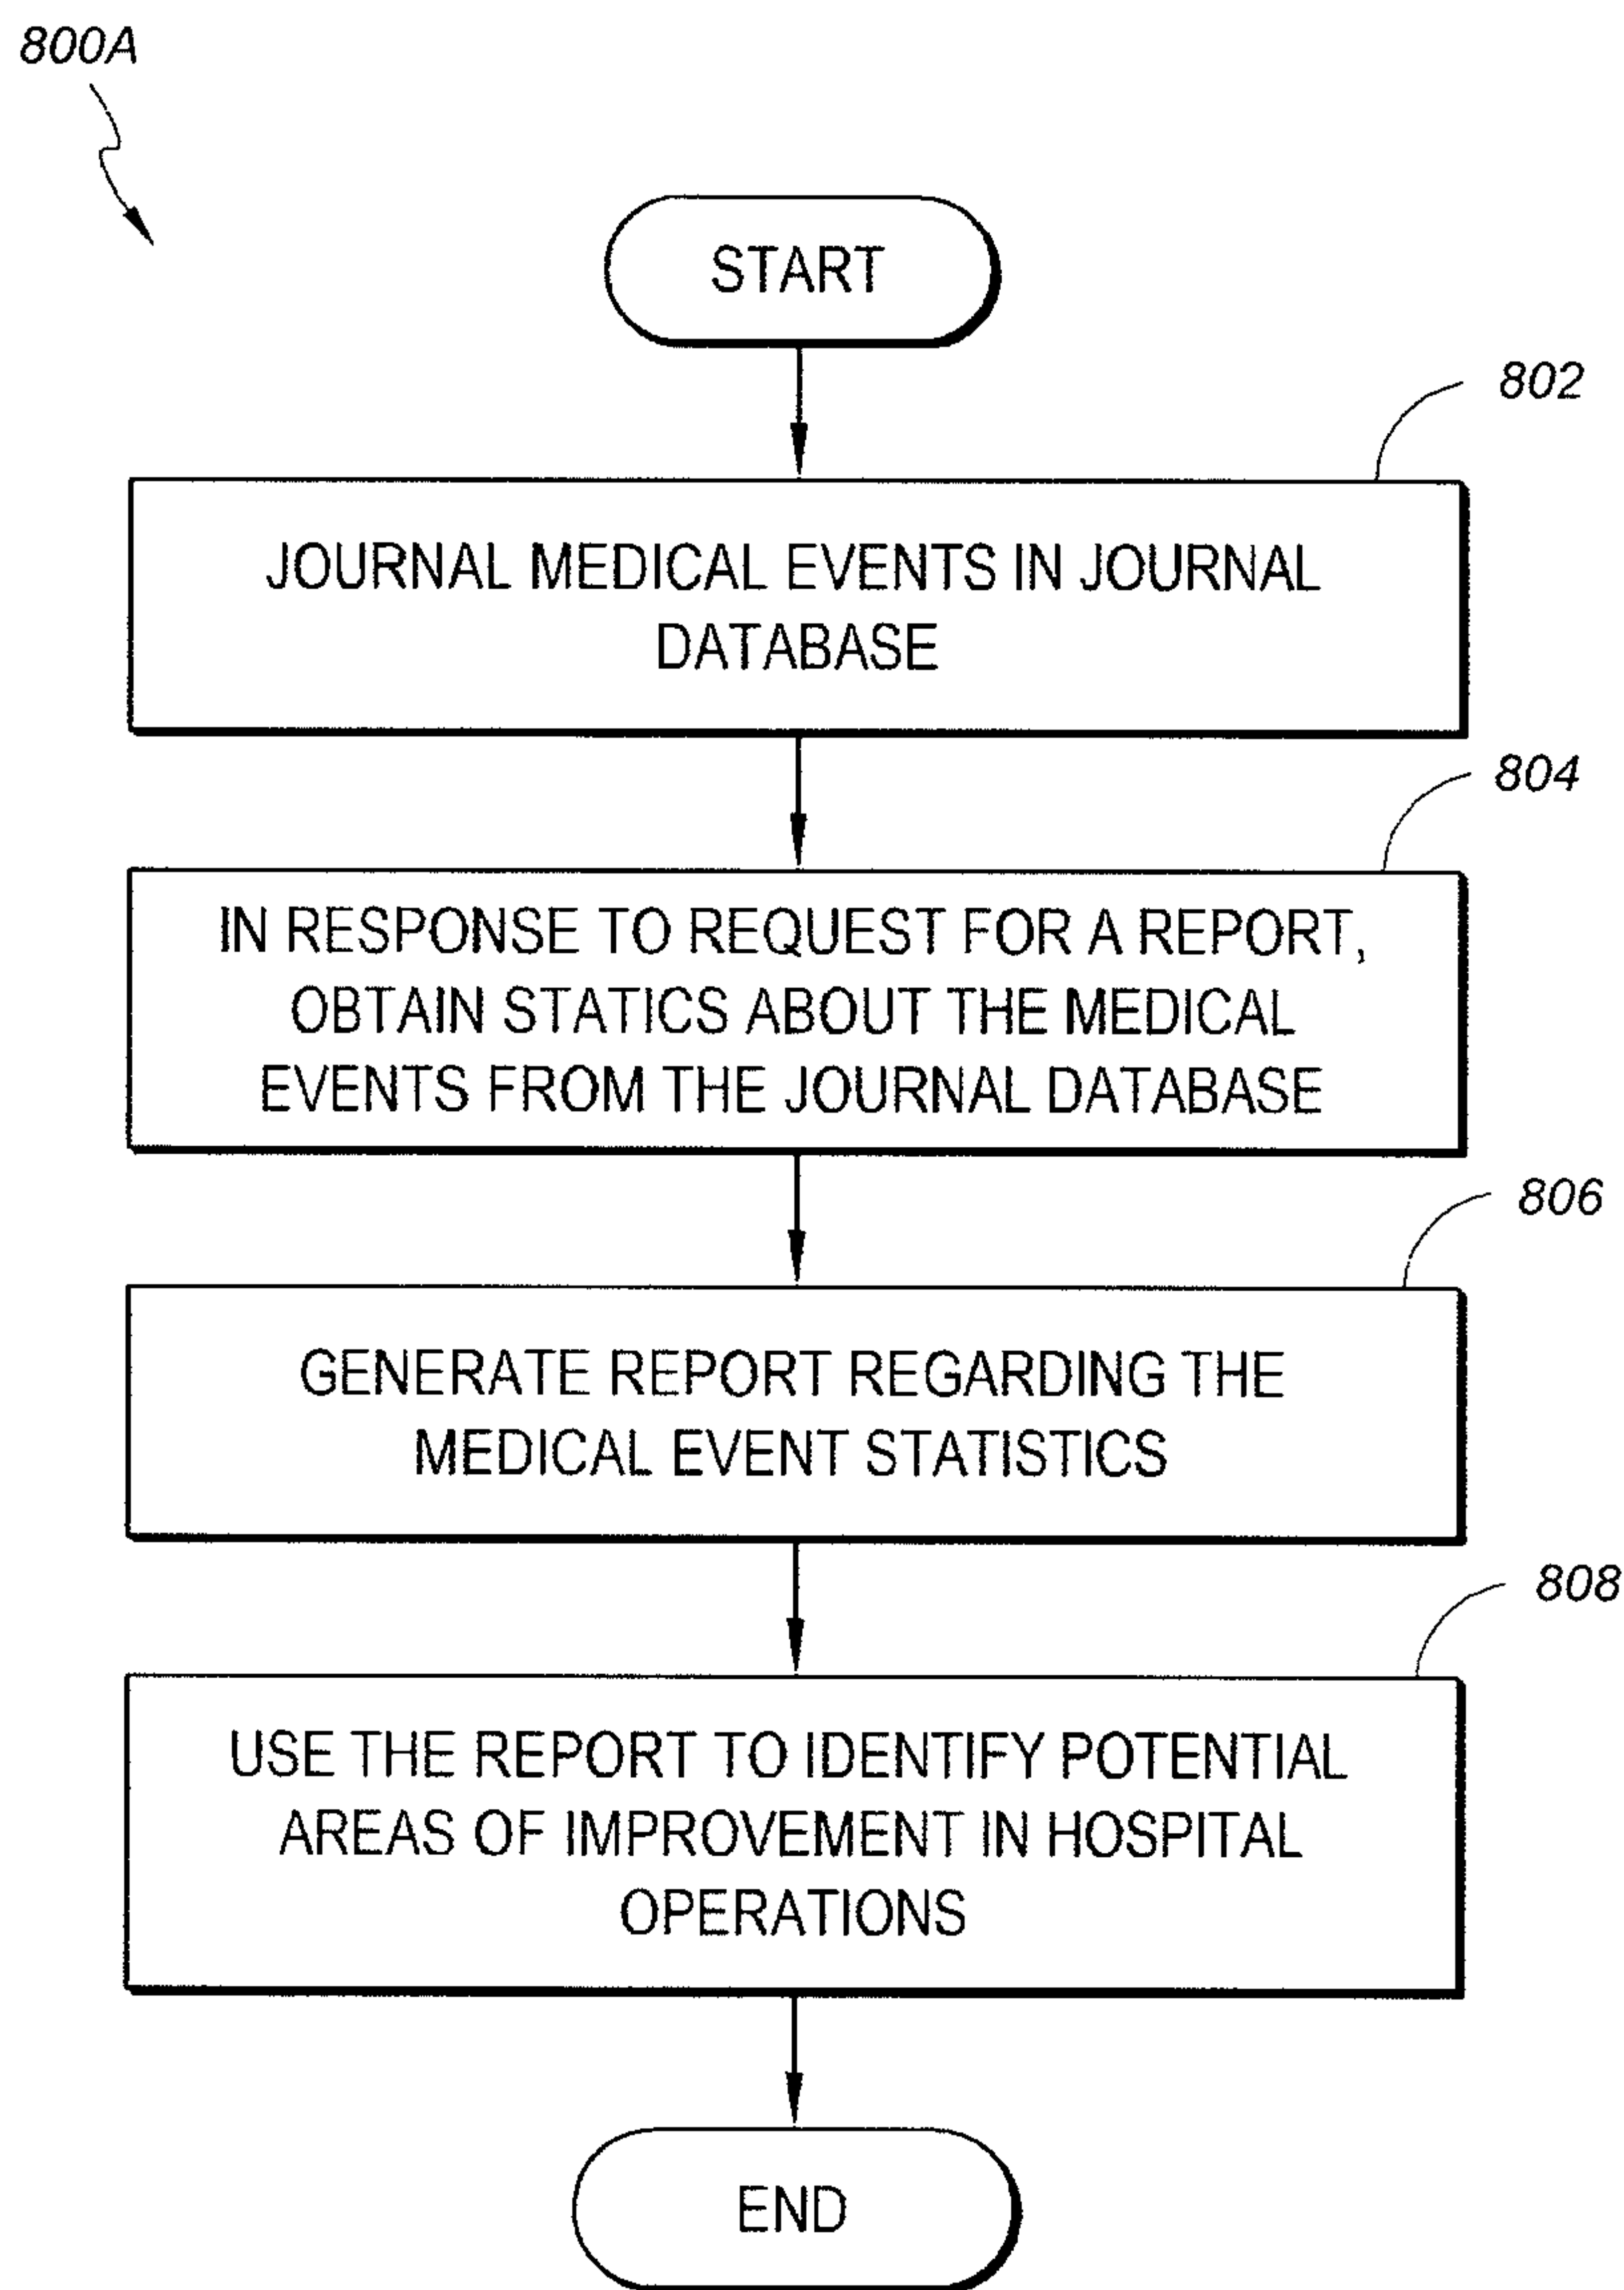 800A
START
802
JOURNAL MEDICAL EVENTS IN JOURNAL
DATABASE
804
IN RESPONSE TO REQUEST FOR A REPORT,
OBTAIN STATICS ABOUT THE MEDICAL
EVENTS FROM THE JOURNAL DATABASE
806
GENERATE REPORT REGARDING THE
MEDICAL EVENT STATISTICS
808
USE THE REPORT TO IDENTIFY POTENTIAL
AREAS OF IMPROVEMENT IN HOSPITAL
OPERATIONS
END